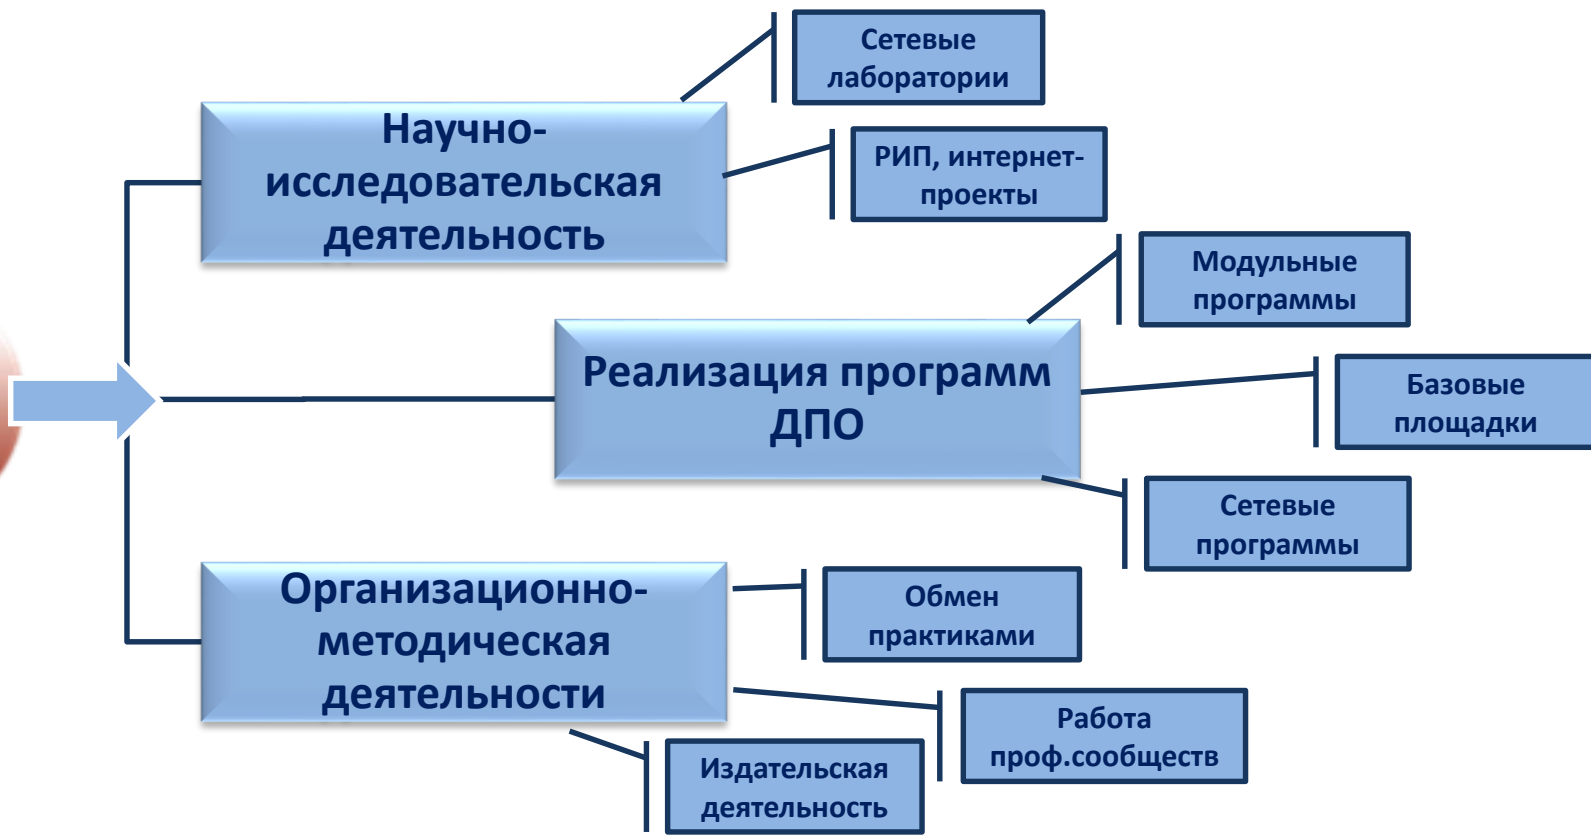 Сетевые
лаборатории
Научно-
исследовательская
деятельность
РИП, интернет-
проекты
Модульные
программы
Реализация программ
ДПО
Базовые
площадки
Сетевые
программы
Организационно-
методическая
деятельности
Обмен
практиками
Работа
проф.сообществ
Издательская
деятельность